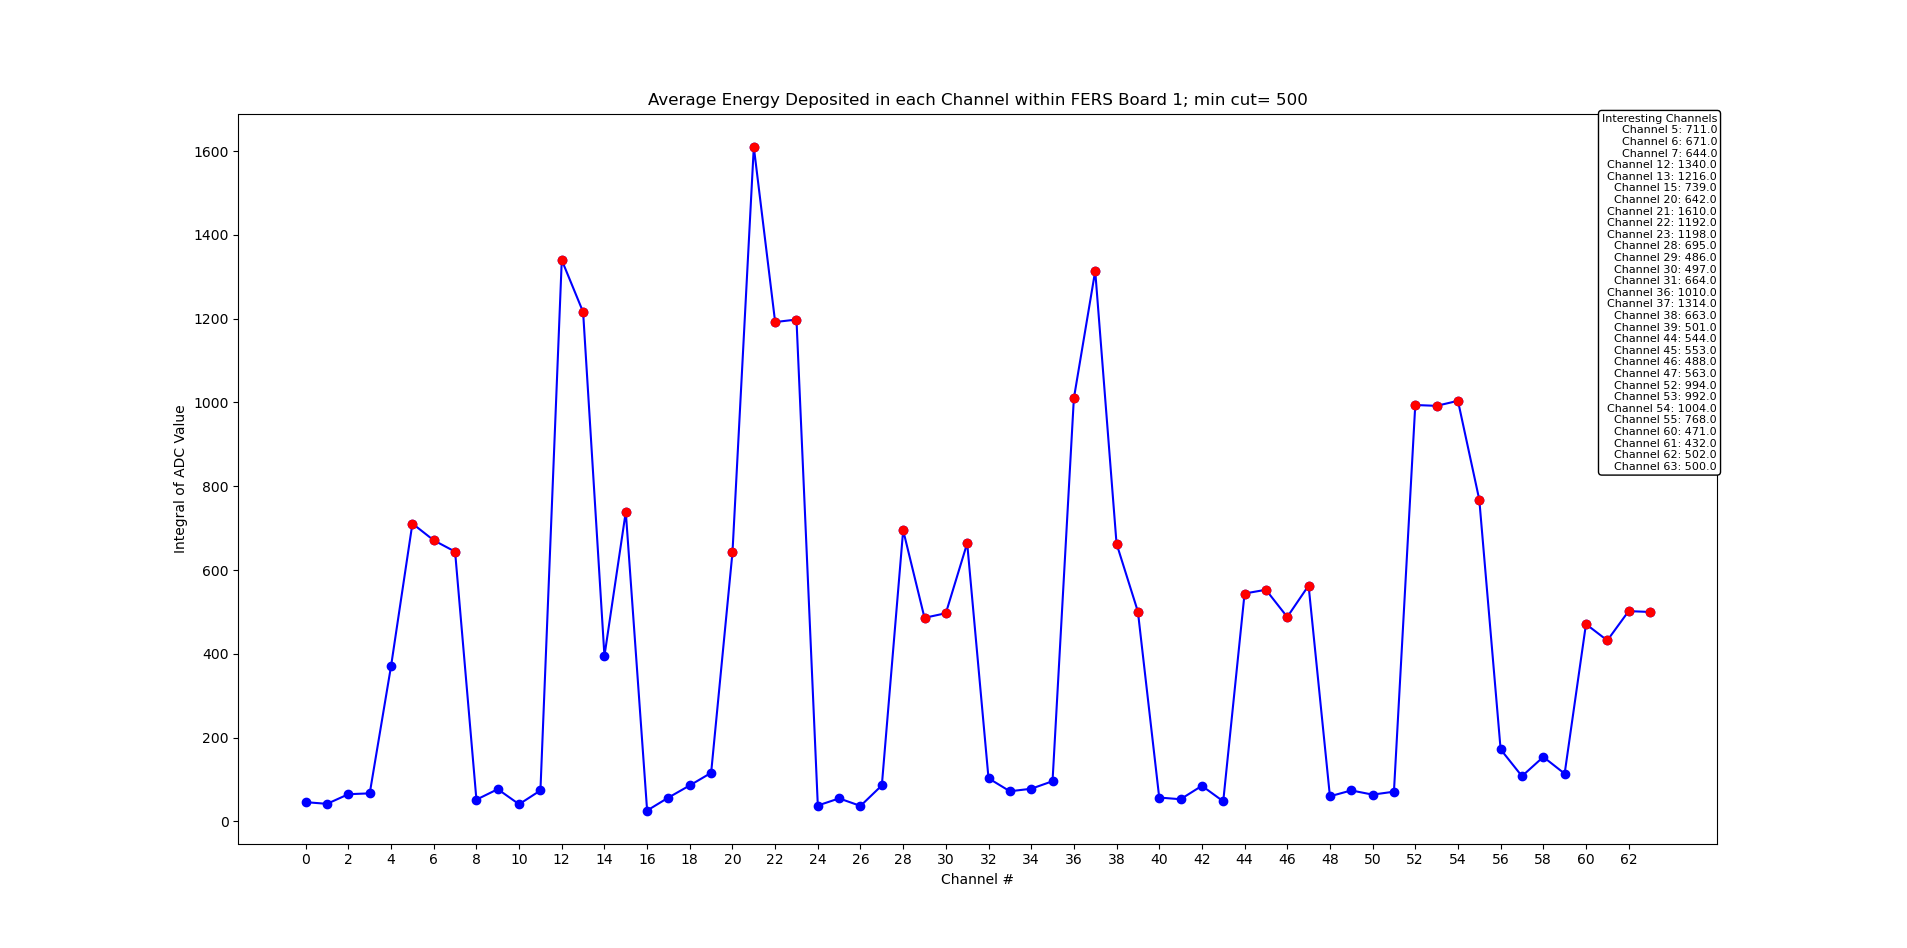 Average Energy Deposited in each Channel within FERS Board 1; min cut= 500
Interesting Channels
Channel 5: 711.0
Channel 6: 671.0
Channel 7: 644.0
Channel 12: 1340.0
Channel 13: 1216.0
Channel 15: 739.0
Channel 20: 642.0
Channel 21: 1610.0
Channel 22: 1192.0
Channel 23: 1198.0
Channel 28: 695.0
Channel 29: 486.0
Channel 30: 497.0
Channel 31: 664.0
Channel 36: 1010.0
Channel 37: 1314.0
Channel 38: 663.0
Channel 39: 501.0
Channel 44: 544.0
Channel 45: 553.0
Channel 46: 488.0
Channel 47: 563.0
Channel 52: 994.0
Channel 53: 992.0
Channel 54: 1004.0
Channel 55: 768.0
Channel 60: 471.0
Channel 61: 432.0
Channel 62: 502.0
Channel 63: 500.0
Integral of ADC Value
1600
1400
1200
1000
800
600
400
200
0
0 2 4 6 8 10 12 14 16 18 20 22 24 26 28 30 32 34 36 38 40 42 44 46 48 50 52 54 56 58 60 62
Channel #